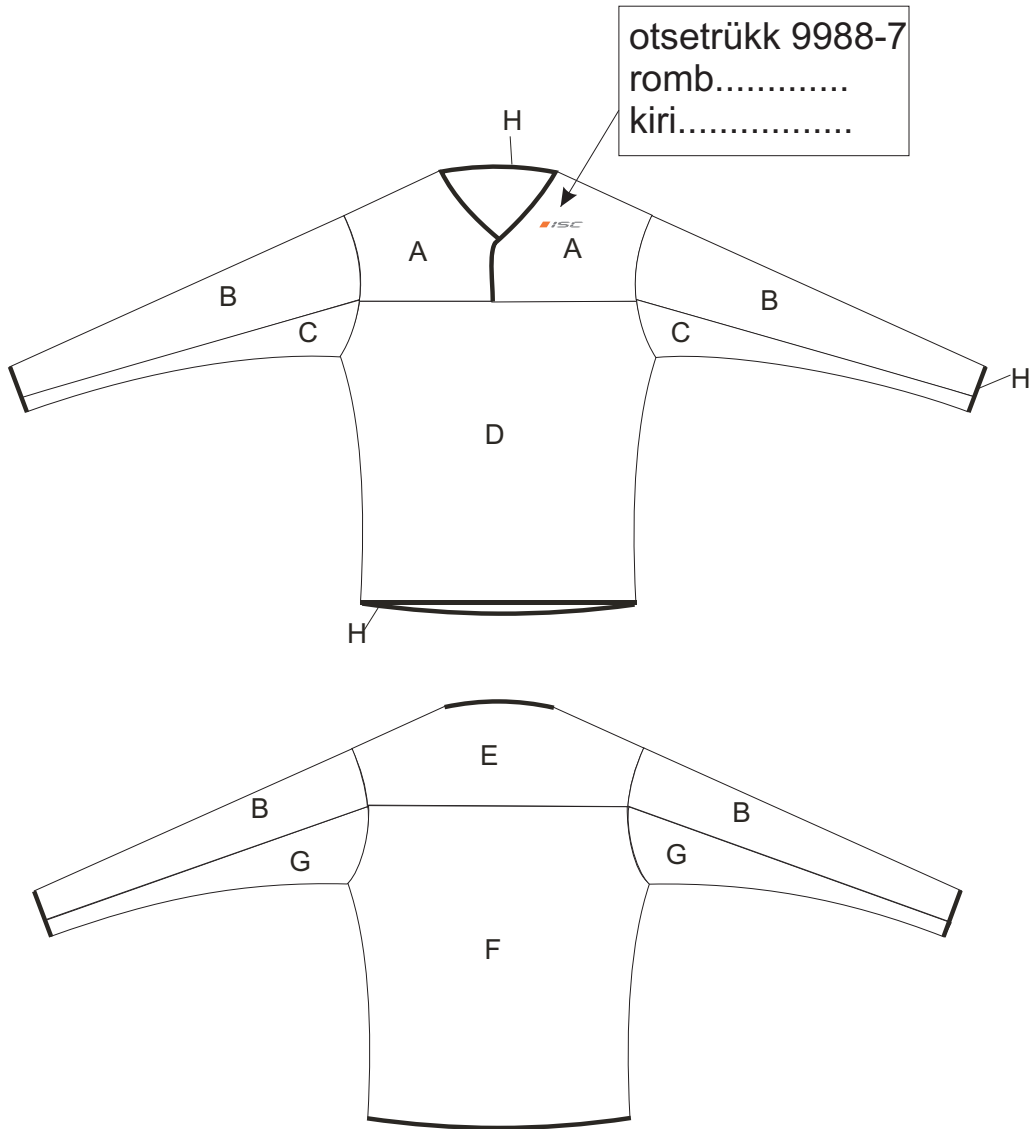 otsetrükk 9988-7
romb.............
kiri.................
H
ISC
A
A
B
B
C
C
H
D
H
E
B
B
G
G
F